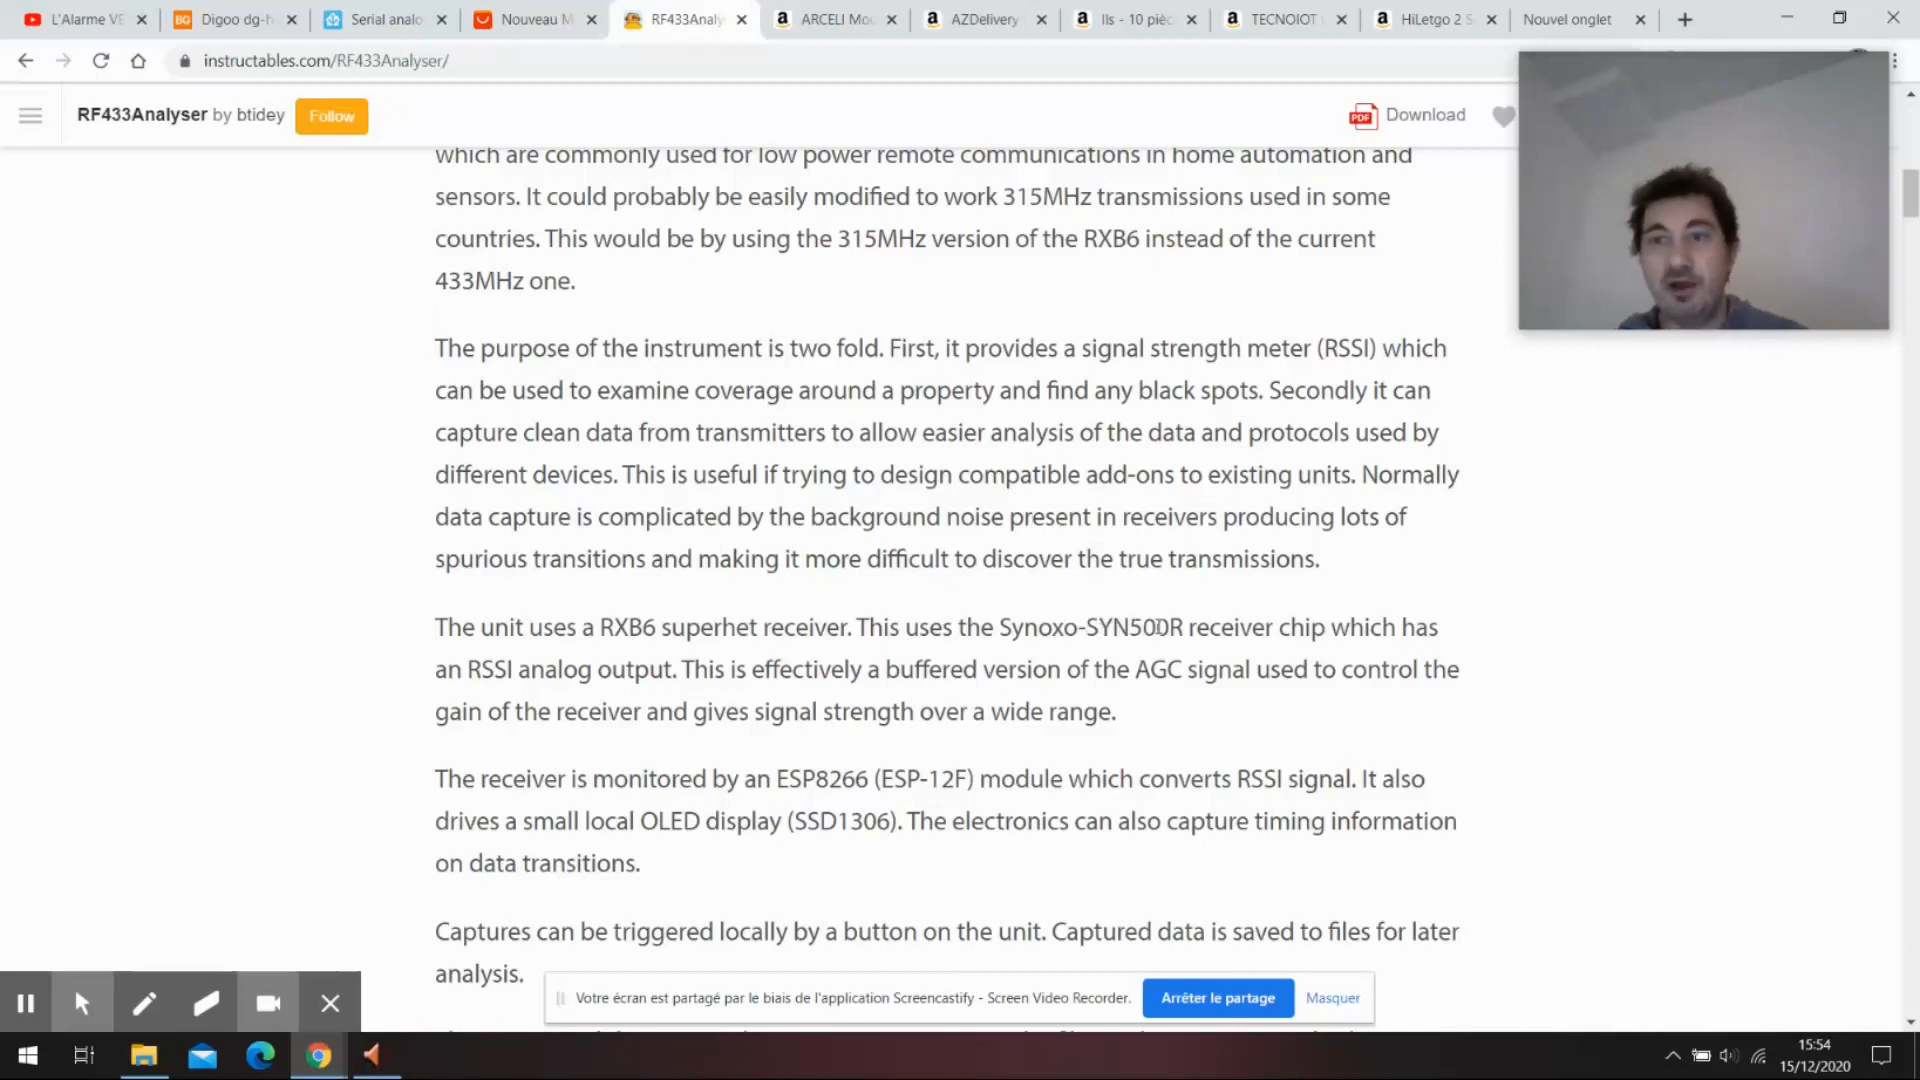 L'Alarme VE
Digoo dg-h
Serial analo
Nouveau M
RF433Analy
ARCELI Mo
AZDelivery
lls - 10 pièc
TECNOIOT
HiLetgo 2 S
Nouvel onglet
instructables.com/RF433Analyser/
RF433Analyser by btidey
Follow
PDF
Download
which are commonly used for low power remote communications in home automation and
sensors. It could probably be easily modified to work 315MHz transmissions used in some
countries. This would be by using the 315MHz version of the RXB6 instead of the current
433MHz one.
The purpose of the instrument is two fold. First, it provides a signal strength meter (RSSI) which
can be used to examine coverage around a property and find any black spots. Secondly it can
capture clean data from transmitters to allow easier analysis of the data and protocols used by
different devices. This is useful if trying to design compatible add-ons to existing units. Normally
data capture is complicated by the background noise present in receivers producing lots of
spurious transitions and making it more difficult to discover the true transmissions.
The unit uses a RXB6 superhet receiver. This uses the Synoxo-SYN500R receiver chip which has
an RSSI analog output. This is effectively a buffered version of the AGC signal used to control the
gain of the receiver and gives signal strength over a wide range.
The receiver is monitored by an ESP8266 (ESP-12F) module which converts RSSI signal. It also
drives a small local OLED display (SSD1306). The electronics can also capture timing information
on data transitions.
Captures can be triggered locally by a button on the unit. Captured data is saved to files for later
analysis.
Votre écran est partagé par le biais de l'application Screencastify - Screen Video Recorder.
Arrêter le partage
Masquer
15:54
15/12/2020